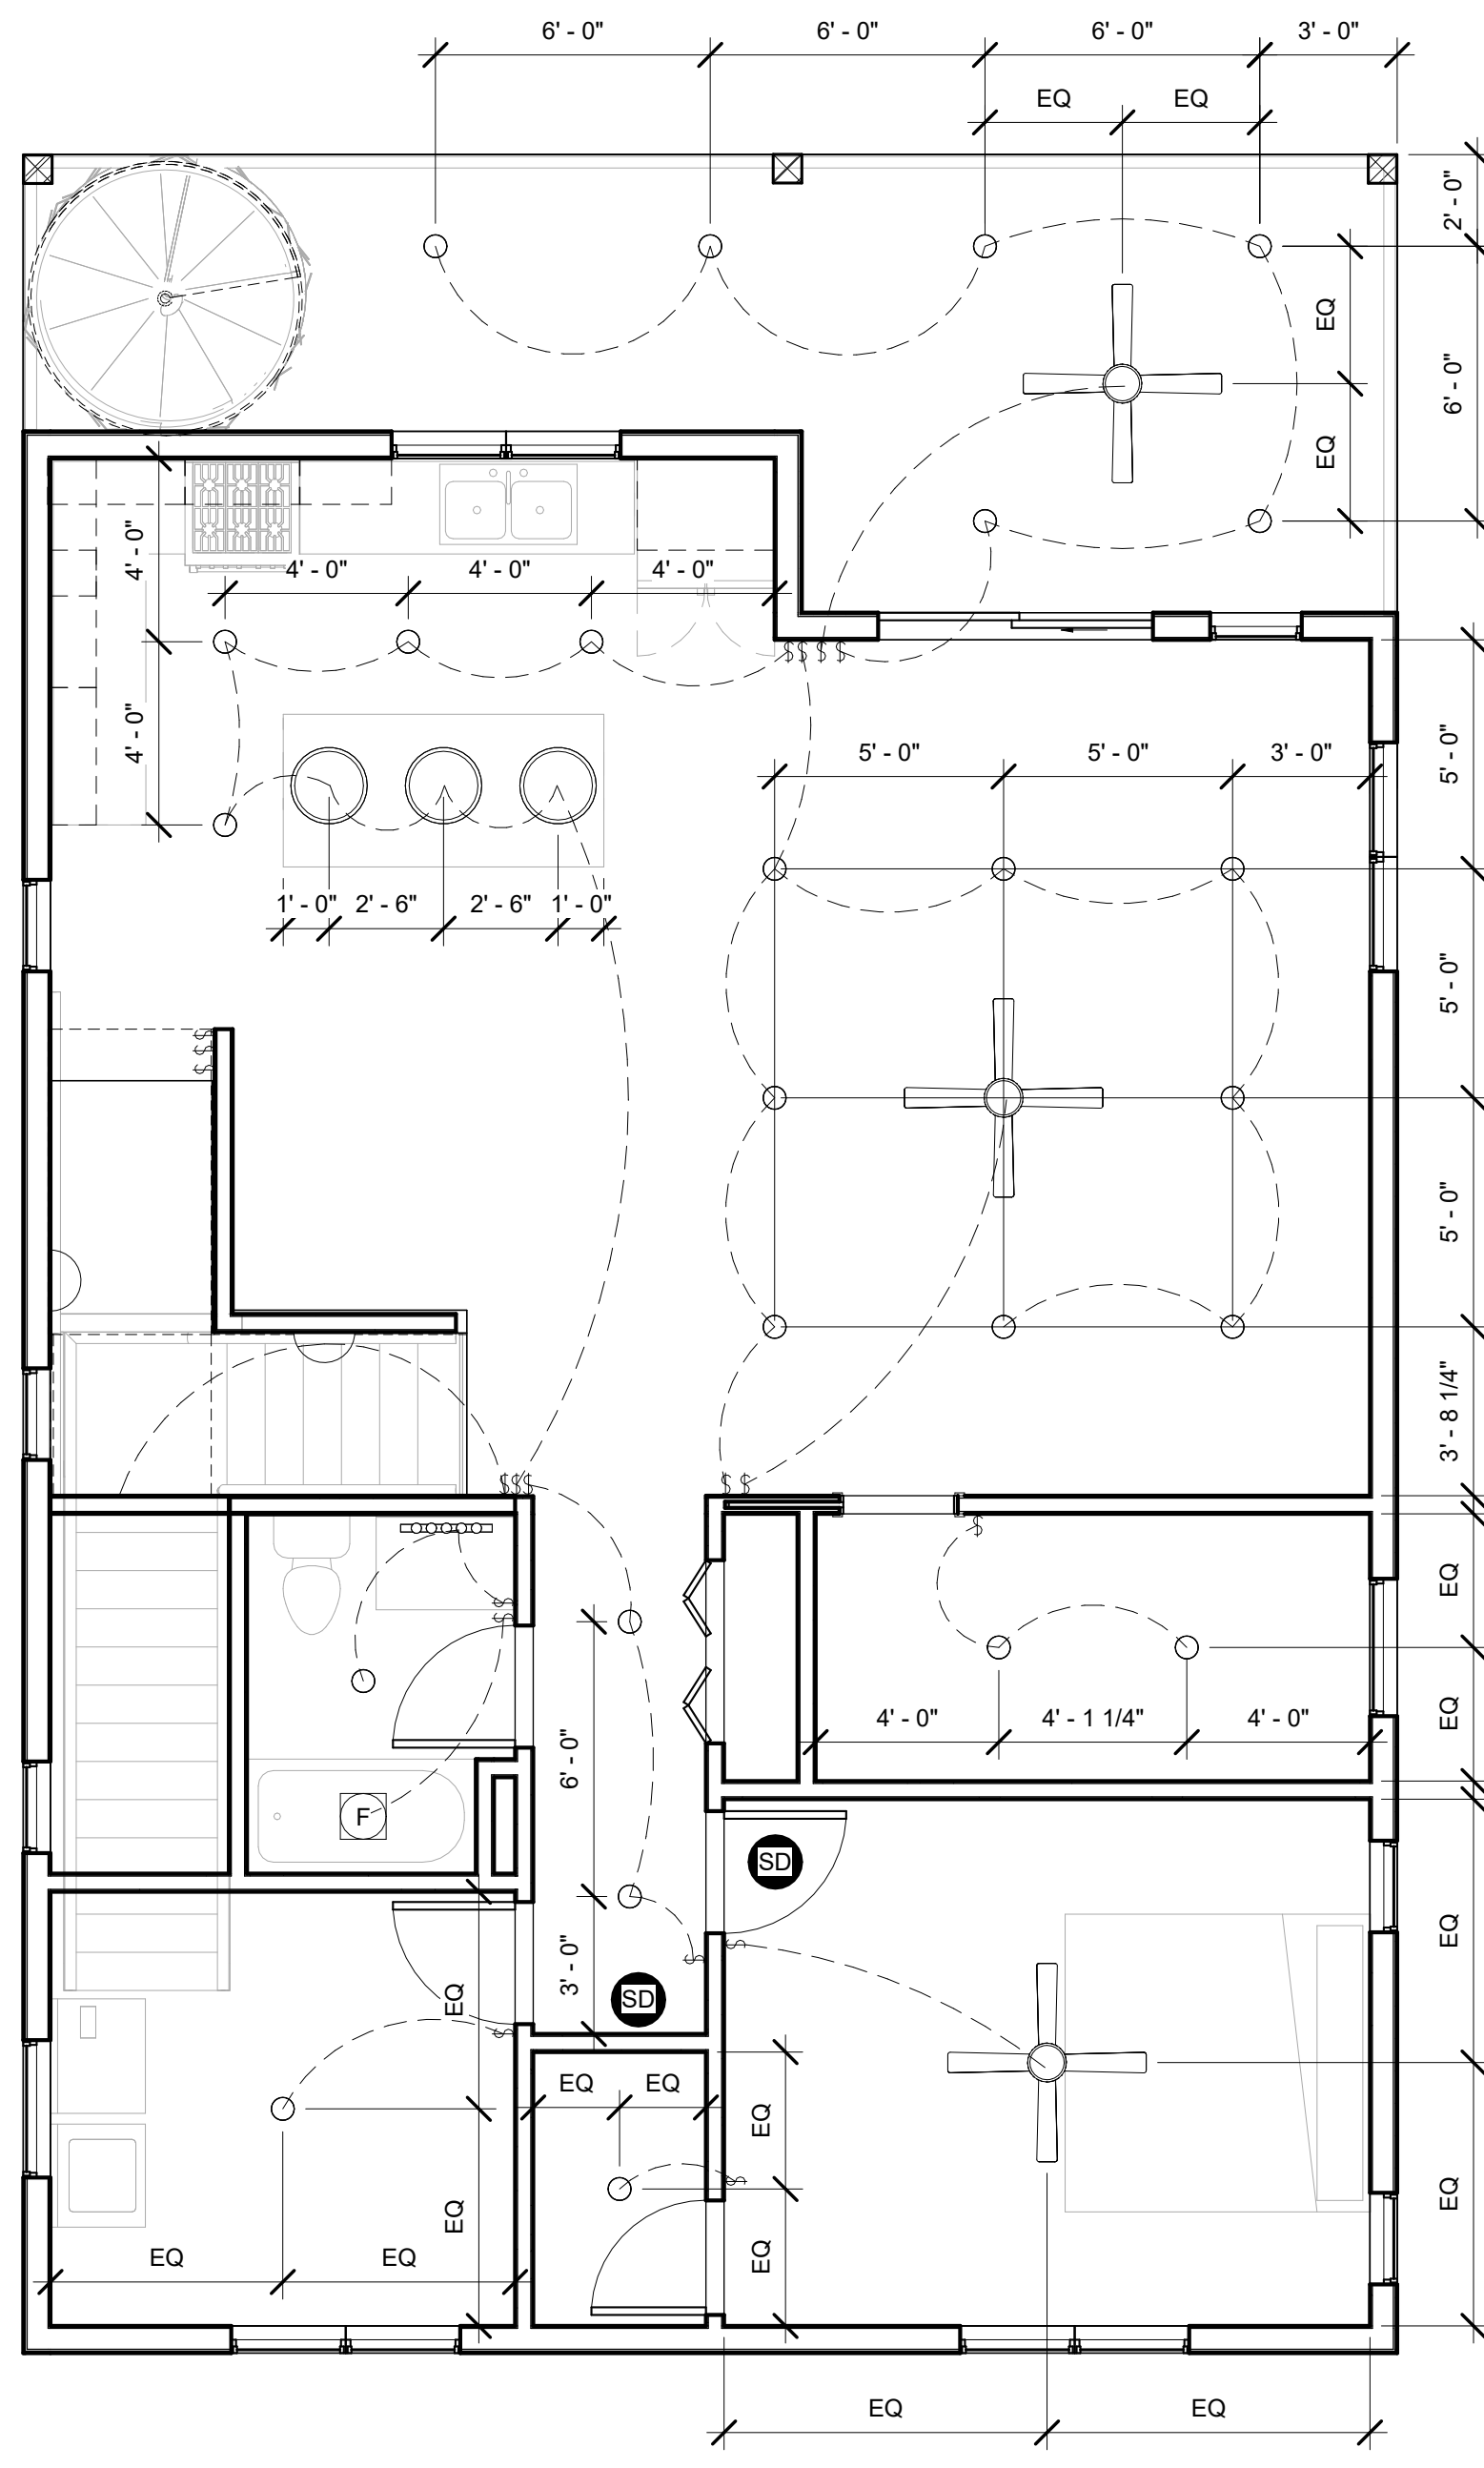 6' - 0"
6' - 0"
6' - 0"
3' - 0"
EQ
EQ
2' - 0"
EQ
6' - 0"
EQ
4' - 0"
4' - 0"
4' - 0"
4' - 0"
$ $ $ $
4' - 0"
5' - 0"
5' - 0"
3' - 0"
5' - 0"
1' - 0"
2' - 6"
2' - 6"
1' - 0"
5' - 0"
$
$
$
5' - 0"
3' - 8 1/4"
$ $ $
$ $
$
EQ
$
$
4' - 0"
4' - 1 1/4"
4' - 0"
EQ
6' - 0"
F
SD
EQ
$
$
3' - 0"
EQ
SD
$
EQ
EQ
EQ
$
EQ
EQ
EQ
EQ
EQ
EQ
EQ
EQ